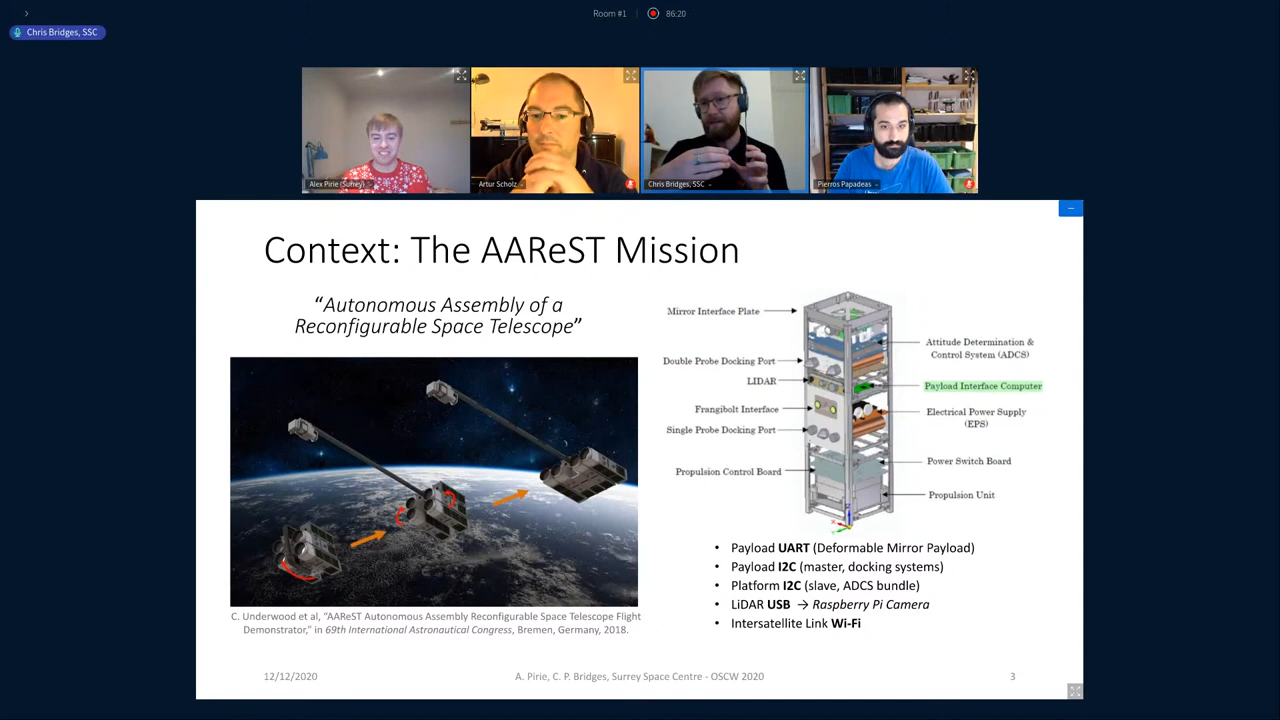 Room #1
86:20
Chris Bridges, SSC
Alex Pirie (Surrey)
Artur Scholz
Chris Bridges, SSC
Pierros Papadeas
Context: The AAReST Mission
“Autonomous Assembly of a
Reconfigurable Space Telescope”
Mirror Interface Plate
Double Probe Docking Port
LIDAR
Frangibolt Interface
Single Probe Docking Port
Propulsion Control Board
Attitude Determination &
Control System (ADCS)
Payload Interface Computer
Electrical Power Supply
(EPS)
Power Switch Board
Propulsion Unit
• Payload UART (Deformable Mirror Payload)
• Payload I2C (master, docking systems)
• Platform I2C (slave, ADCS bundle)
• LiDAR USB → Raspberry Pi Camera
• Intersatellite Link Wi-Fi
C. Underwood et al, “AAReST Autonomous Assembly Reconfigurable Space Telescope Flight
Demonstrator,” in 69th International Astronautical Congress, Bremen, Germany, 2018.
12/12/2020
A. Pirie, C. P. Bridges, Surrey Space Centre - OSCW 2020
3